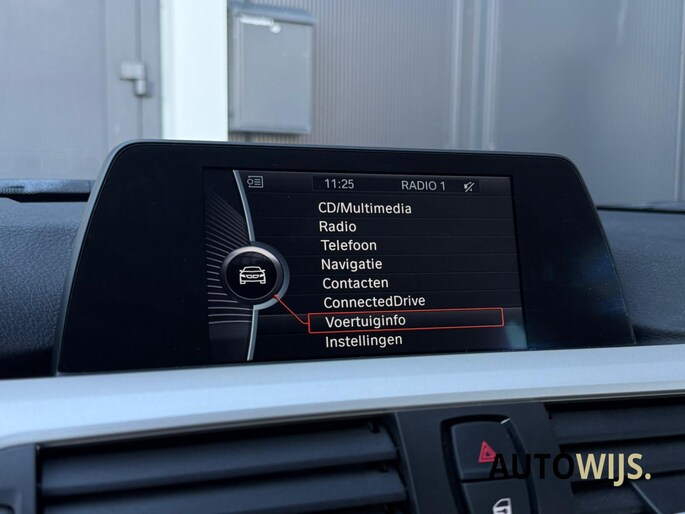 11:25 RADIO 1
CD/Multimedia
Radio
Telefoon
Navigatie
Contacten
ConnectedDrive
Voertuiginfo
Instellingen
AUTOWIJS.